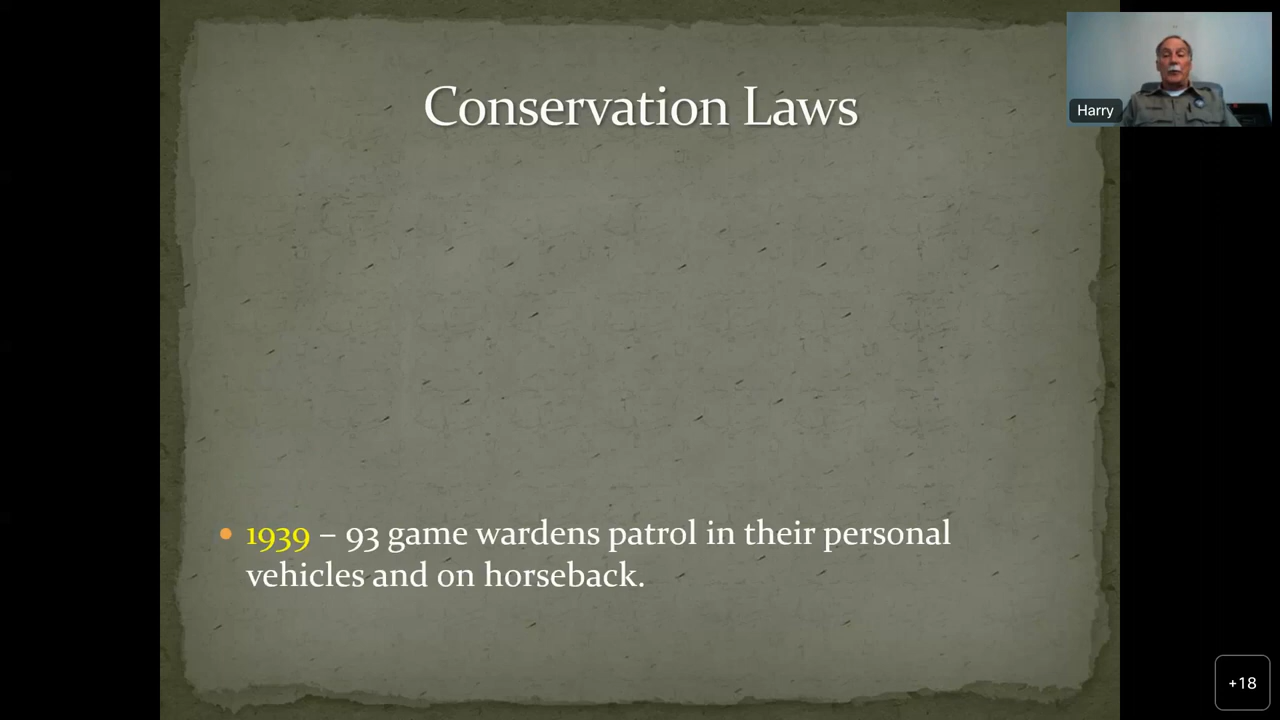 Conservation Laws
Harry
• 1939 – 93 game wardens patrol in their personal
vehicles and on horseback.
+18